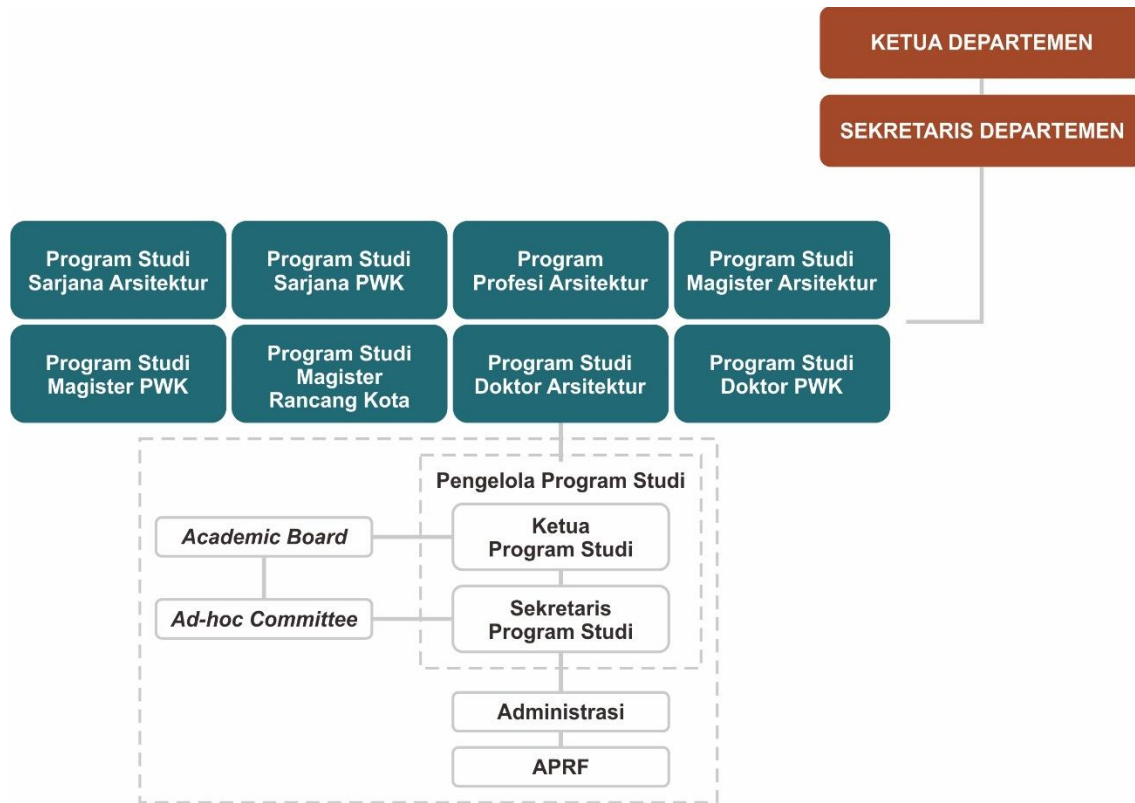 KETUA DEPARTEMEN
SEKRETARIS DEPARTEMEN
Program Studi
Sarjana Arsitektur
Program Studi
Sarjana PWK
Program
Profesi Arsitektur
Program Studi
Magister Arsitektur
Program Studi
Magister PWK
Program Studi
Magister
Rancang Kota
Program Studi
Doktor Arsitektur
Program Studi
Doktor PWK
Pengelola Program Studi
Academic Board
Ketua
Program Studi
Ad-hoc Committee
Sekretaris
Program Studi
Administrasi
APRF